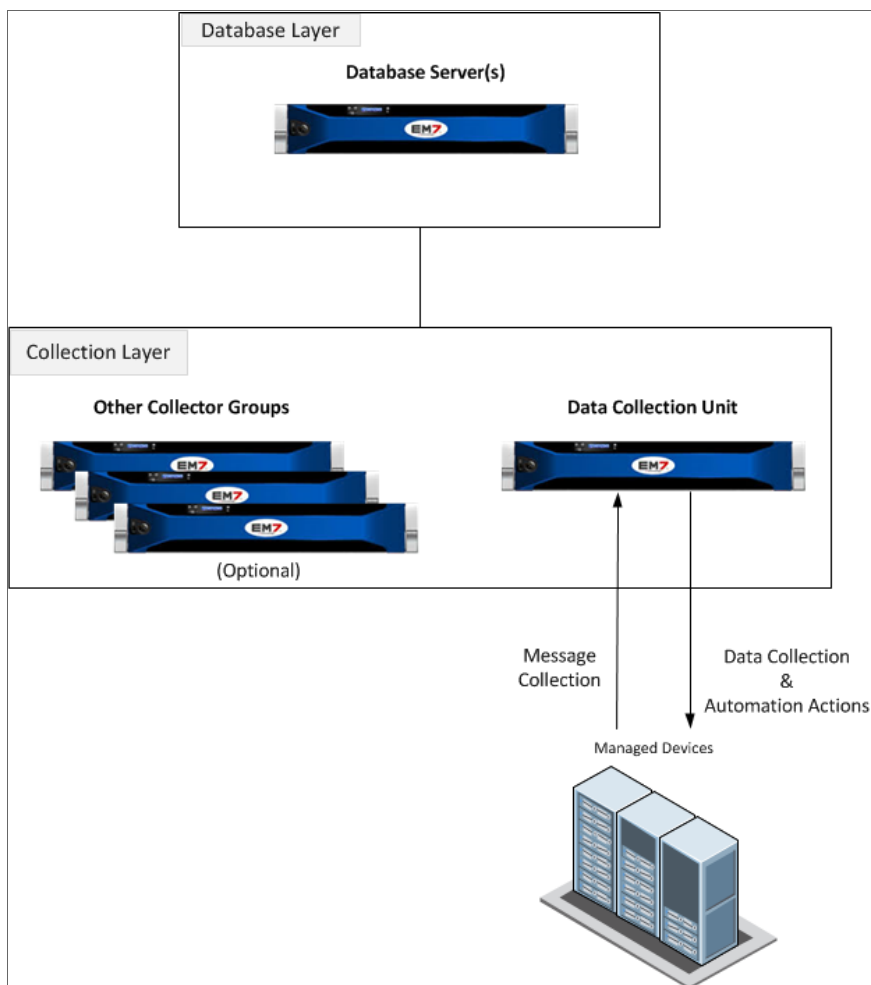 Database Layer
Database Server(s)
EM7
Collection Layer
Other Collector Groups
Data Collection Unit
EM7
EM7
EM7
EM7
(Optional)
Message
Collection
Data Collection
&
Automation Actions
Managed Devices